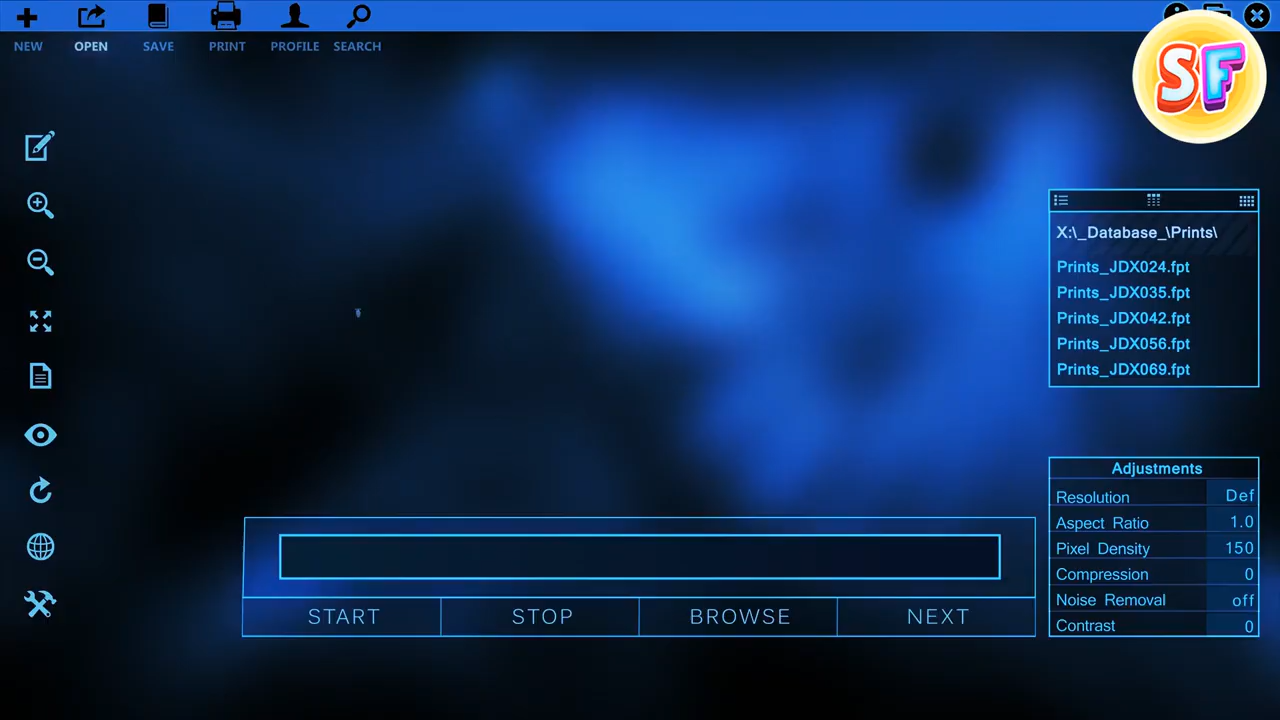 NEW OPEN SAVE PRINT PROFILE SEARCH
SF
X:\_Database_\Prints\
Prints_JDX024.fpt
Prints_JDX035.fpt
Prints_JDX042.fpt
Prints_JDX056.fpt
Prints_JDX069.fpt
Adjustments
Resolution Def
Aspect Ratio 1.0
Pixel Density 150
Compression 0
Noise Removal off
Contrast 0
START STOP BROWSE NEXT